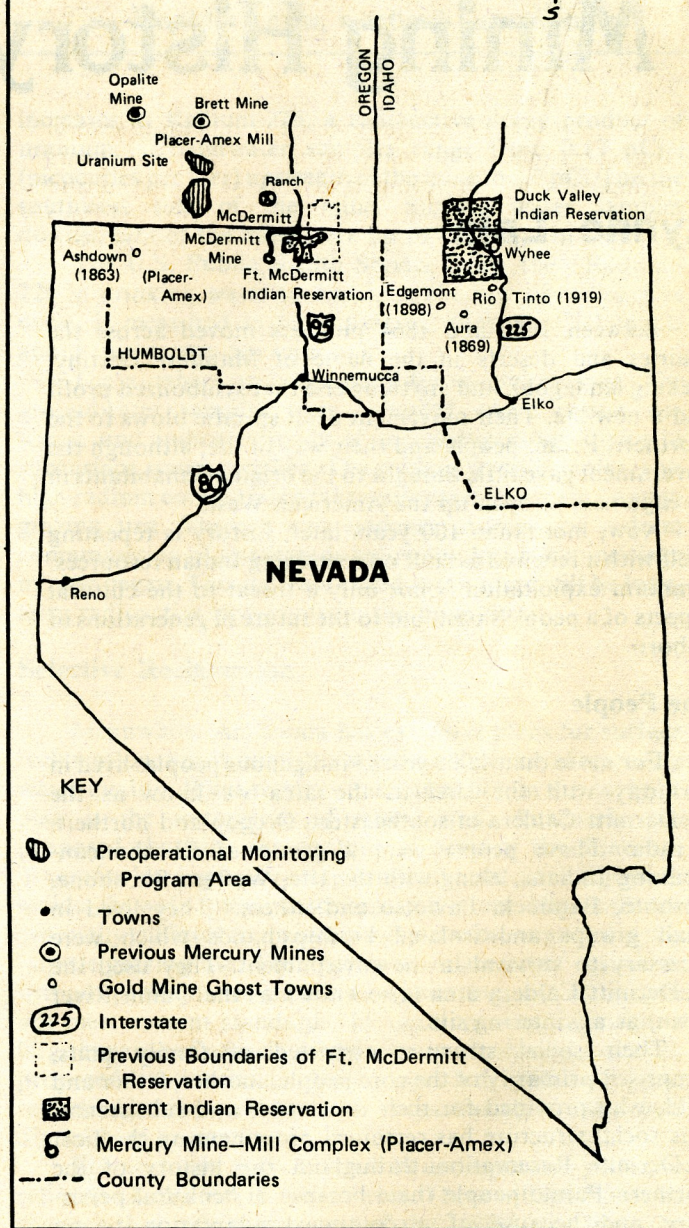 OREGON
IDAHO
Opalite
Mine
Brett Mine
Placer-Amex Mill
Uranium Site
Ranch
McDermitt
Duck Valley
Indian Reservation
McDermitt
Mine
Wyhee
Ashdown
(1863)
(Placer-
Amex)
Ft. McDermitt
Indian Reservation
Edgemont
(1898)
Rio Tinto (1919)
Aura
(1869)
95
225
HUMBOLDT
Winnemucca
Elko
80
ELKO
NEVADA
Reno
KEY
Preoperational Monitoring
Program Area
Towns
Previous Mercury Mines
Gold Mine Ghost Towns
225 Interstate
Previous Boundaries of Ft. McDermitt
Reservation
Current Indian Reservation
Mercury Mine—Mill Complex (Placer-Amex)
County Boundaries